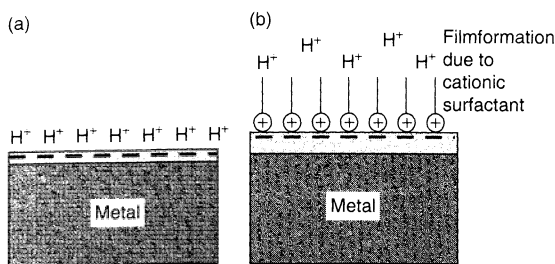 (a)
H+ H+ H+ H+ H+ H+ H+
Metal
(b)
H+ H+
H+ H+ H+ H+
+ + + + + + +
Metal
Filmformation
due to
cationic
surfactant